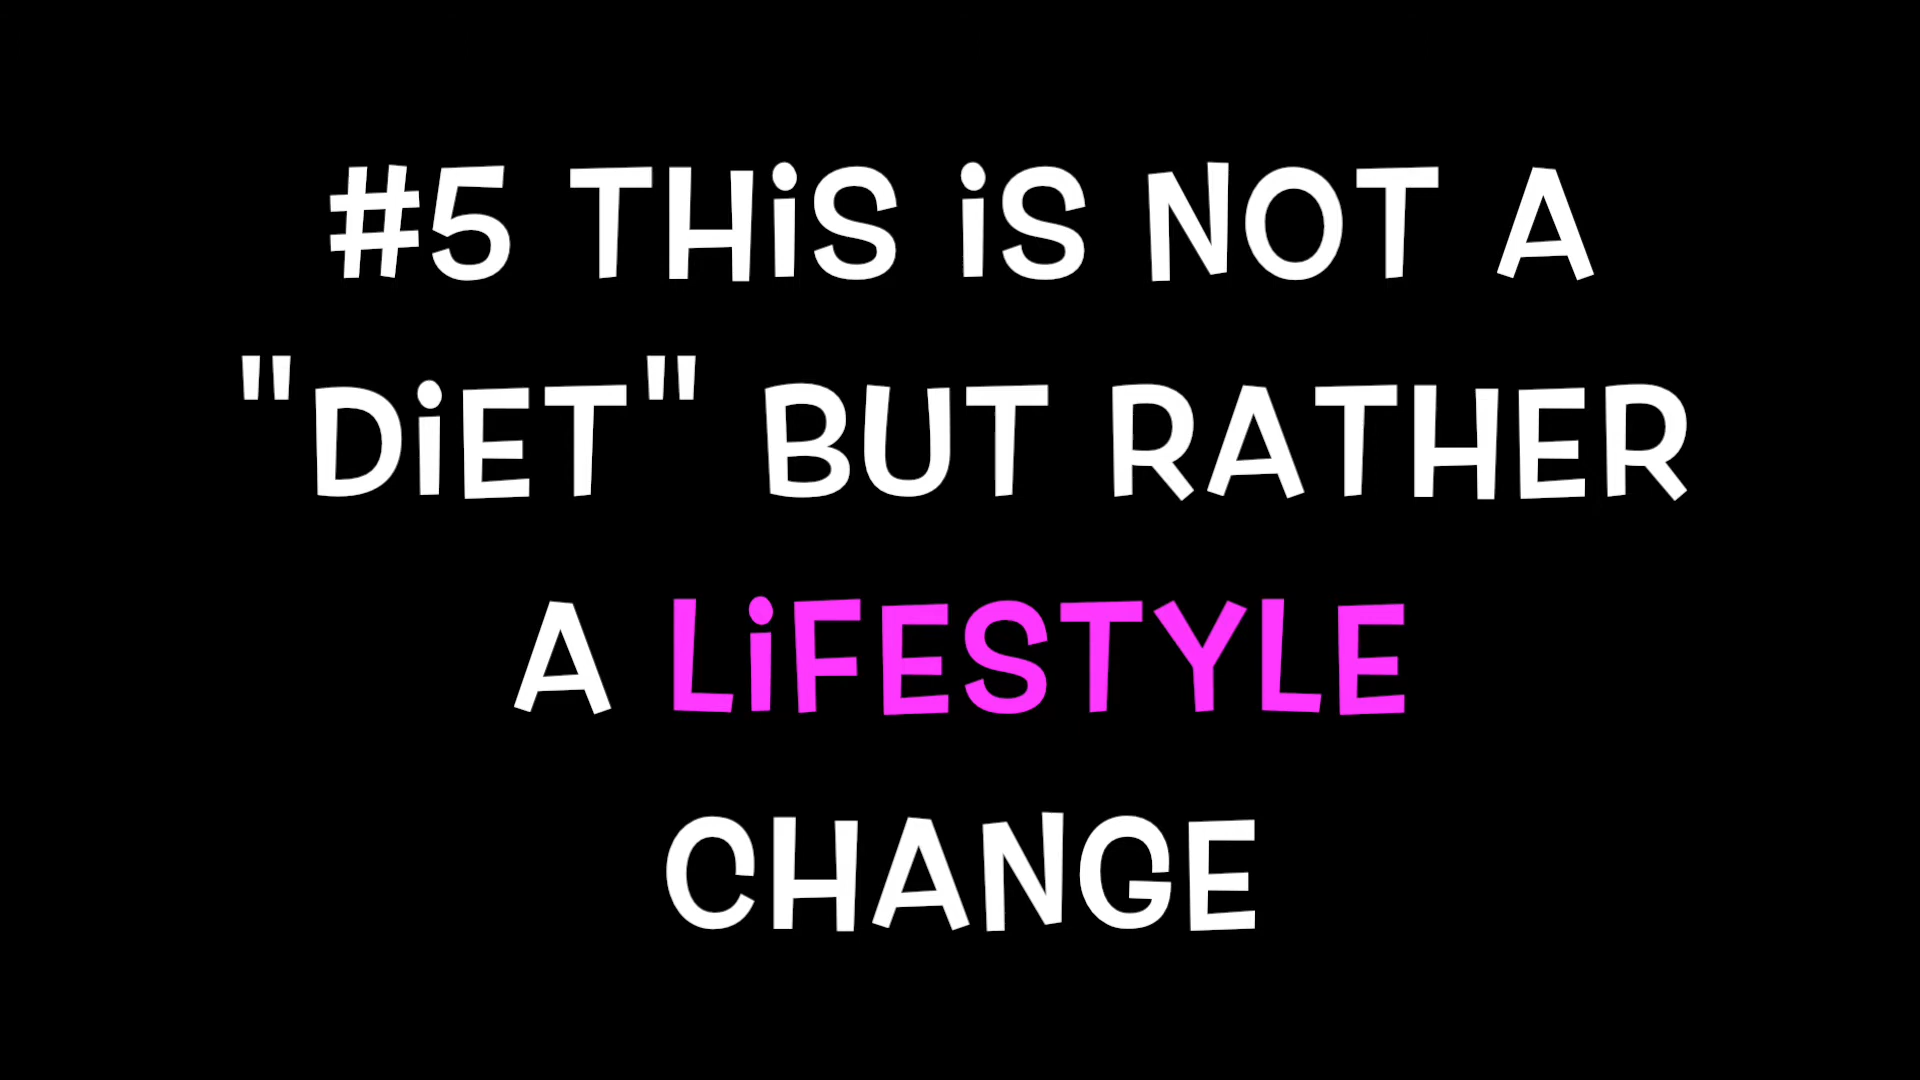 #5 THiS iS NOT A
"DiET" BUT RATHER
A LiFESTYLE
CHANGE